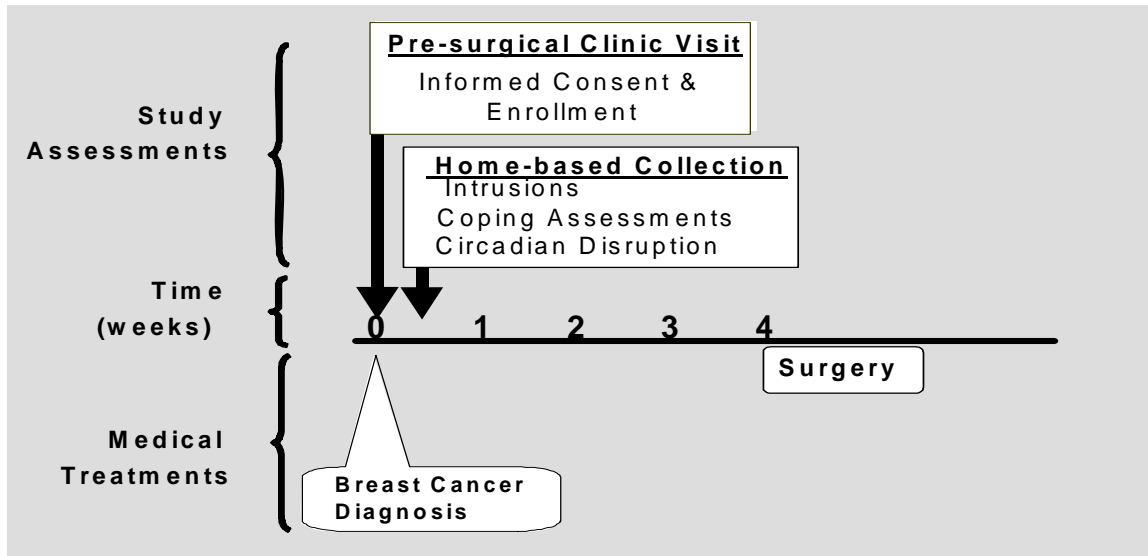 Pre-surgical Clinic Visit
Informed Consent &
Enrollment
Study
Assessments
Home-based Collection
Intrusions
Coping Assessments
Circadian Disruption
Time
(weeks)
0 1 2 3 4
Surgery
Medical
Treatments
Breast Cancer
Diagnosis